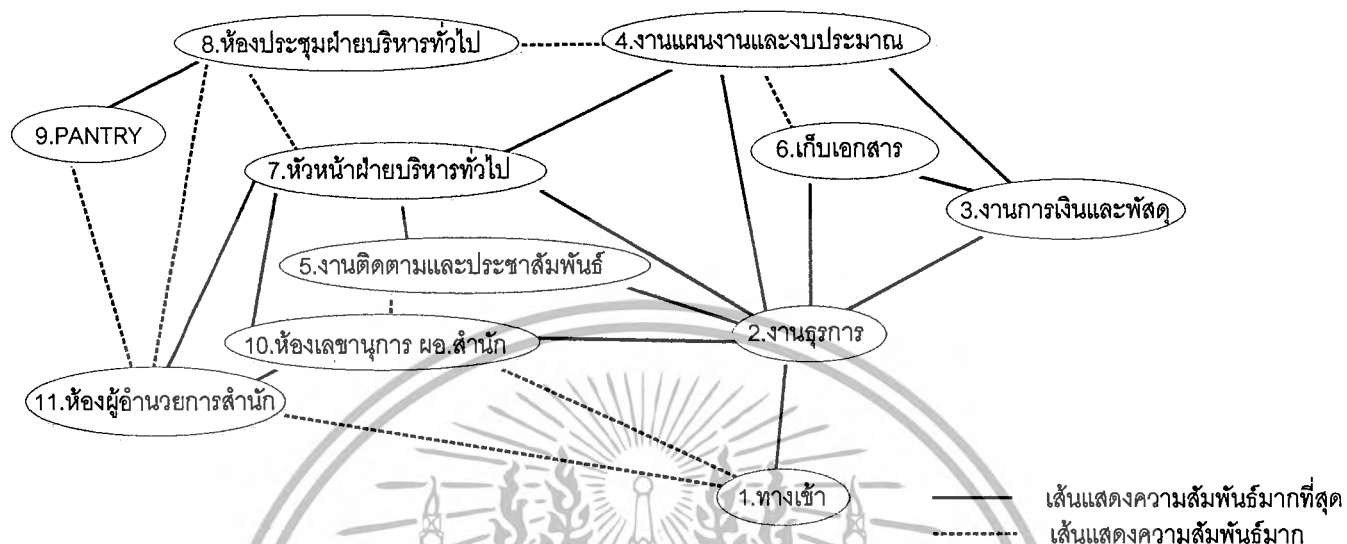 8.ห้องประชุมฝ่ายบริหารทั่วไป
4.งานแผนงานและงบประมาณ
9.PANTRY
7.หัวหน้าฝ่ายบริหารทั่วไป
6.เก็บเอกสาร
3.งานการเงินและพัสดุ
5.งานติดตามและประชาสัมพันธ์
10.ห้องเลขานุการ ผอ.สำนัก
2.งานธุรการ
11.ห้องผู้อำนวยการสำนัก
1.ทางเข้า
เส้นแสดงความสัมพันธ์มากที่สุด
เส้นแสดงความสัมพันธ์มาก